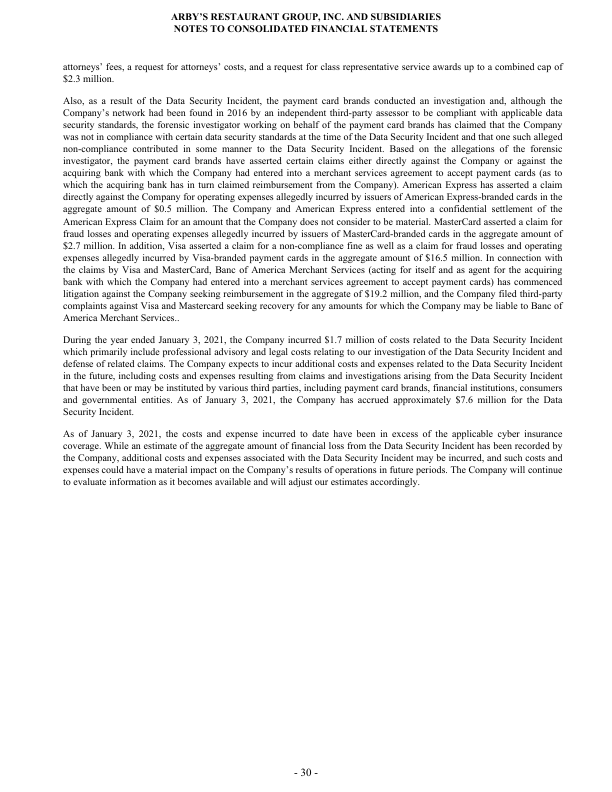 ARBY'S RESTAURANT GROUP, INC. AND SUBSIDIARIES
NOTES TO CONSOLIDATED FINANCIAL STATEMENTS
attorneys' fees, a request for attorneys' costs, and a request for class representative service awards up to a combined cap of
$2.3 million.
Also, as a result of the Data Security Incident, the payment card brands conducted an investigation and, although the
Company's network had been found in 2016 by an independent third-party assessor to be compliant with applicable data
security standards, the forensic investigator working on behalf of the payment card brands has claimed that the Company
was not in compliance with certain data security standards at the time of the Data Security Incident and that one such alleged
non-compliance contributed in some manner to the Data Security Incident. Based on the allegations of the forensic
investigator, the payment card brands have asserted certain claims either directly against the Company or against the
acquiring bank with which the Company had entered into a merchant services agreement to accept payment cards (as to
which the acquiring bank has in turn claimed reimbursement from the Company). American Express has asserted a claim
directly against the Company for operating expenses allegedly incurred by issuers of American Express-branded cards in the
aggregate amount of $0.5 million. The Company and American Express entered into a confidential settlement of the
American Express Claim for an amount that the Company does not consider to be material. MasterCard asserted a claim for
fraud losses and operating expenses allegedly incurred by issuers of MasterCard-branded cards in the aggregate amount of
$2.7 million. In addition, Visa asserted a claim for a non-compliance fine as well as a claim for fraud losses and operating
expenses allegedly incurred by Visa-branded payment cards in the aggregate amount of $16.5 million. In connection with
the claims by Visa and MasterCard, Banc of America Merchant Services (acting for itself and as agent for the acquiring
bank with which the Company had entered into a merchant services agreement to accept payment cards) has commenced
litigation against the Company seeking reimbursement in the aggregate of $19.2 million, and the Company filed third-party
complaints against Visa and Mastercard seeking recovery for any amounts for which the Company may be liable to Banc of
America Merchant Services..
During the year ended January 3, 2021, the Company incurred $1.7 million of costs related to the Data Security Incident
which primarily include professional advisory and legal costs relating to our investigation of the Data Security Incident and
defense of related claims. The Company expects to incur additional costs and expenses related to the Data Security Incident
in the future, including costs and expenses resulting from claims and investigations arising from the Data Security Incident
that have been or may be instituted by various third parties, including payment card brands, financial institutions, consumers
and governmental entities. As of January 3, 2021, the Company has accrued approximately $7.6 million for the Data
Security Incident.
As of January 3, 2021, the costs and expense incurred to date have been in excess of the applicable cyber insurance
coverage. While an estimate of the aggregate amount of financial loss from the Data Security Incident has been recorded by
the Company, additional costs and expenses associated with the Data Security Incident may be incurred, and such costs and
expenses could have a material impact on the Company's results of operations in future periods. The Company will continue
to evaluate information as it becomes available and will adjust our estimates accordingly.
- 30 -